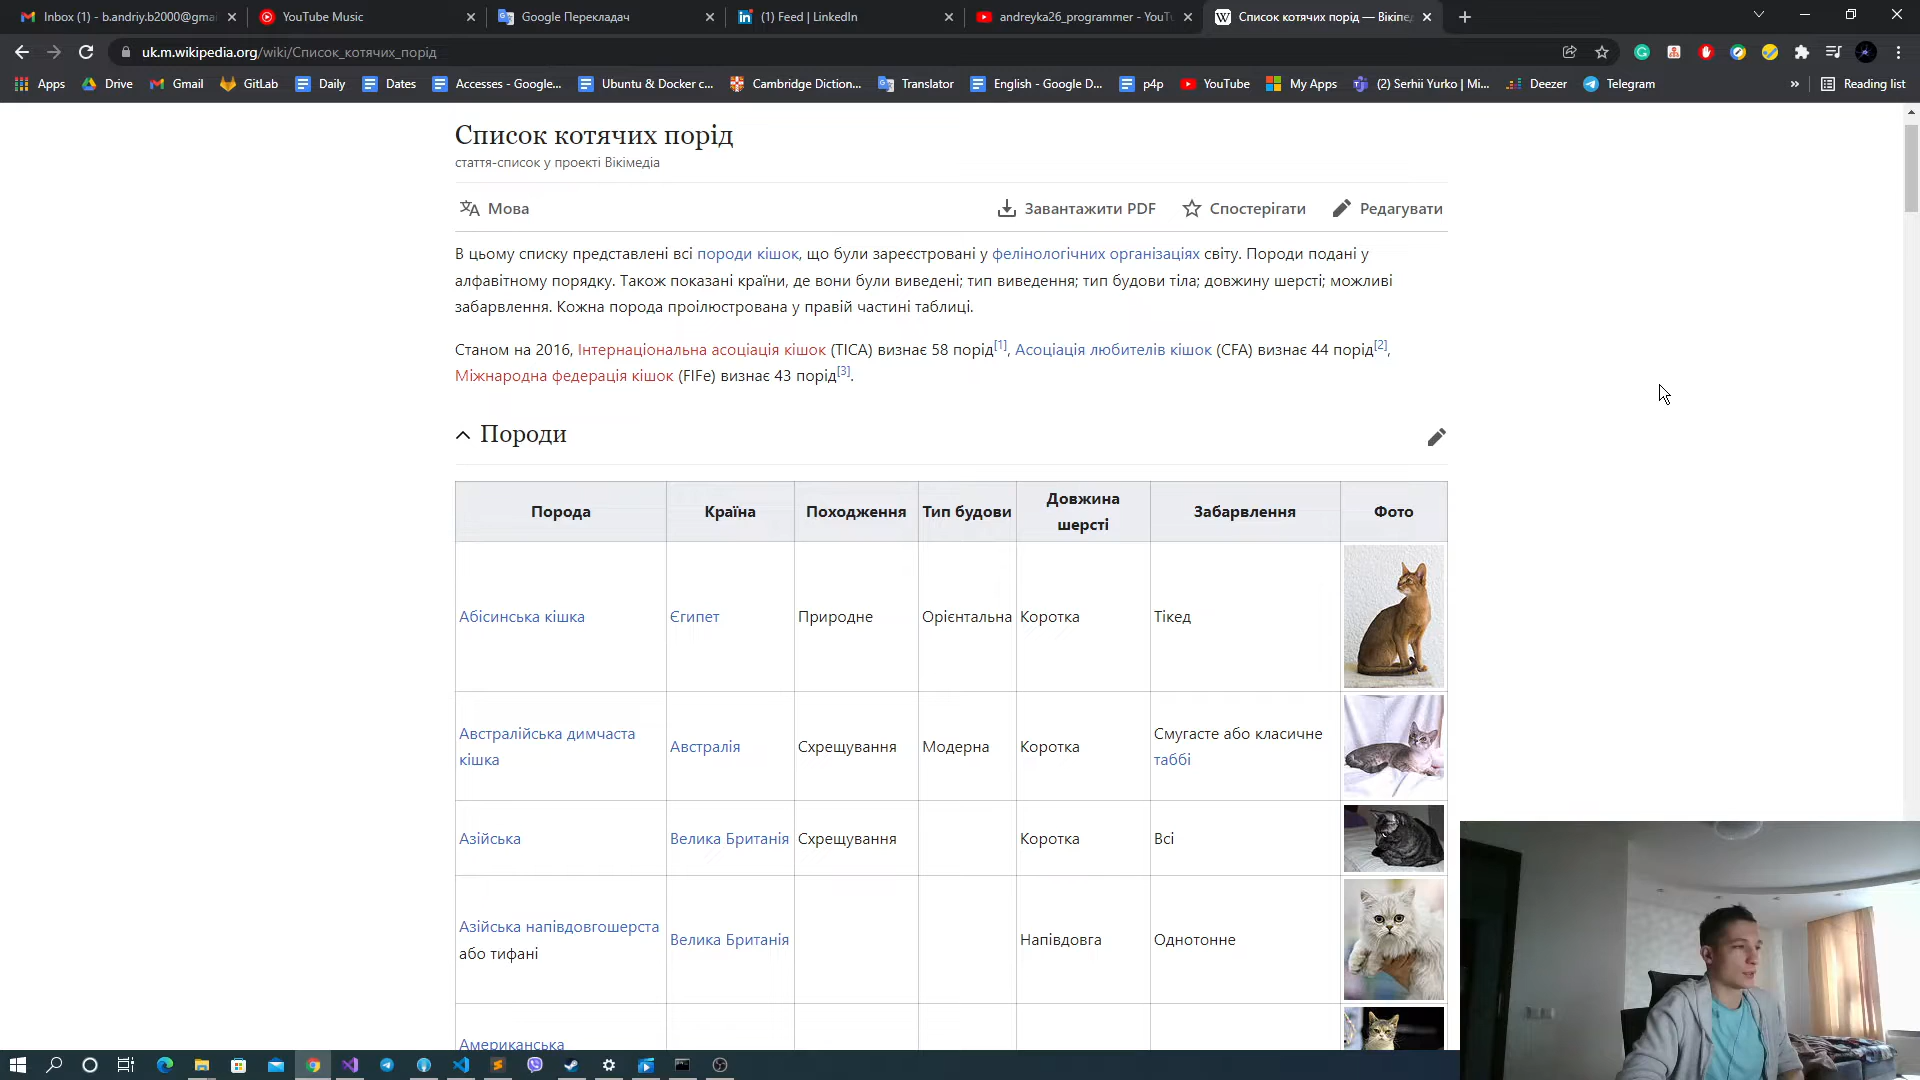 Inbox (1) - b.andriy.b2000@gmai
YouTube Music
Google Перекладач
(1) Feed | LinkedIn
andreyka26_programmer - YouTu
Список котячих порід — Вікіпед
uk.m.wikipedia.org/wiki/Список_котячих_порід
Apps
Drive
Gmail
GitLab
Daily
Dates
Accesses - Google...
Ubuntu & Docker c...
Cambridge Diction...
Translator
English - Google D...
p4p
YouTube
My Apps
(2) Serhii Yurko | Mi...
Deezer
Telegram
Reading list
Список котячих порід
стаття-список у проекті Вікімедіа
Мова
Завантажити PDF
Спостерігати
Редагувати
В цьому списку представлені всі породи кішок, що були зареєстровані у фелінологічних організаціях світу. Породи подані у
алфавітному порядку. Також показані країни, де вони були виведені; тип виведення; тип будови тіла; довжину шерсті; можливі
забарвлення. Кожна порода проілюстрована у правій частині таблиці.
Станом на 2016, Інтернаціональна асоціація кішок (TICA) визнає 58 порід[1], Асоціація любителів кішок (CFA) визнає 44 порід[2],
Міжнародна федерація кішок (FIFe) визнає 43 порід[3].
Породи
Порода
Країна
Походження
Тип будови
Довжина
шерсті
Забарвлення
Фото
Абісинська кішка
Єгипет
Природне
Орієнтальна
Коротка
Тікед
Австралійська димчаста
кішка
Австралія
Схрещування
Модерна
Коротка
Смугасте або класичне
таббі
Азійська
Велика Британія
Схрещування
Коротка
Всі
Азійська напівдовгошерста
або тифані
Велика Британія
Напівдовга
Однотонне
Американська